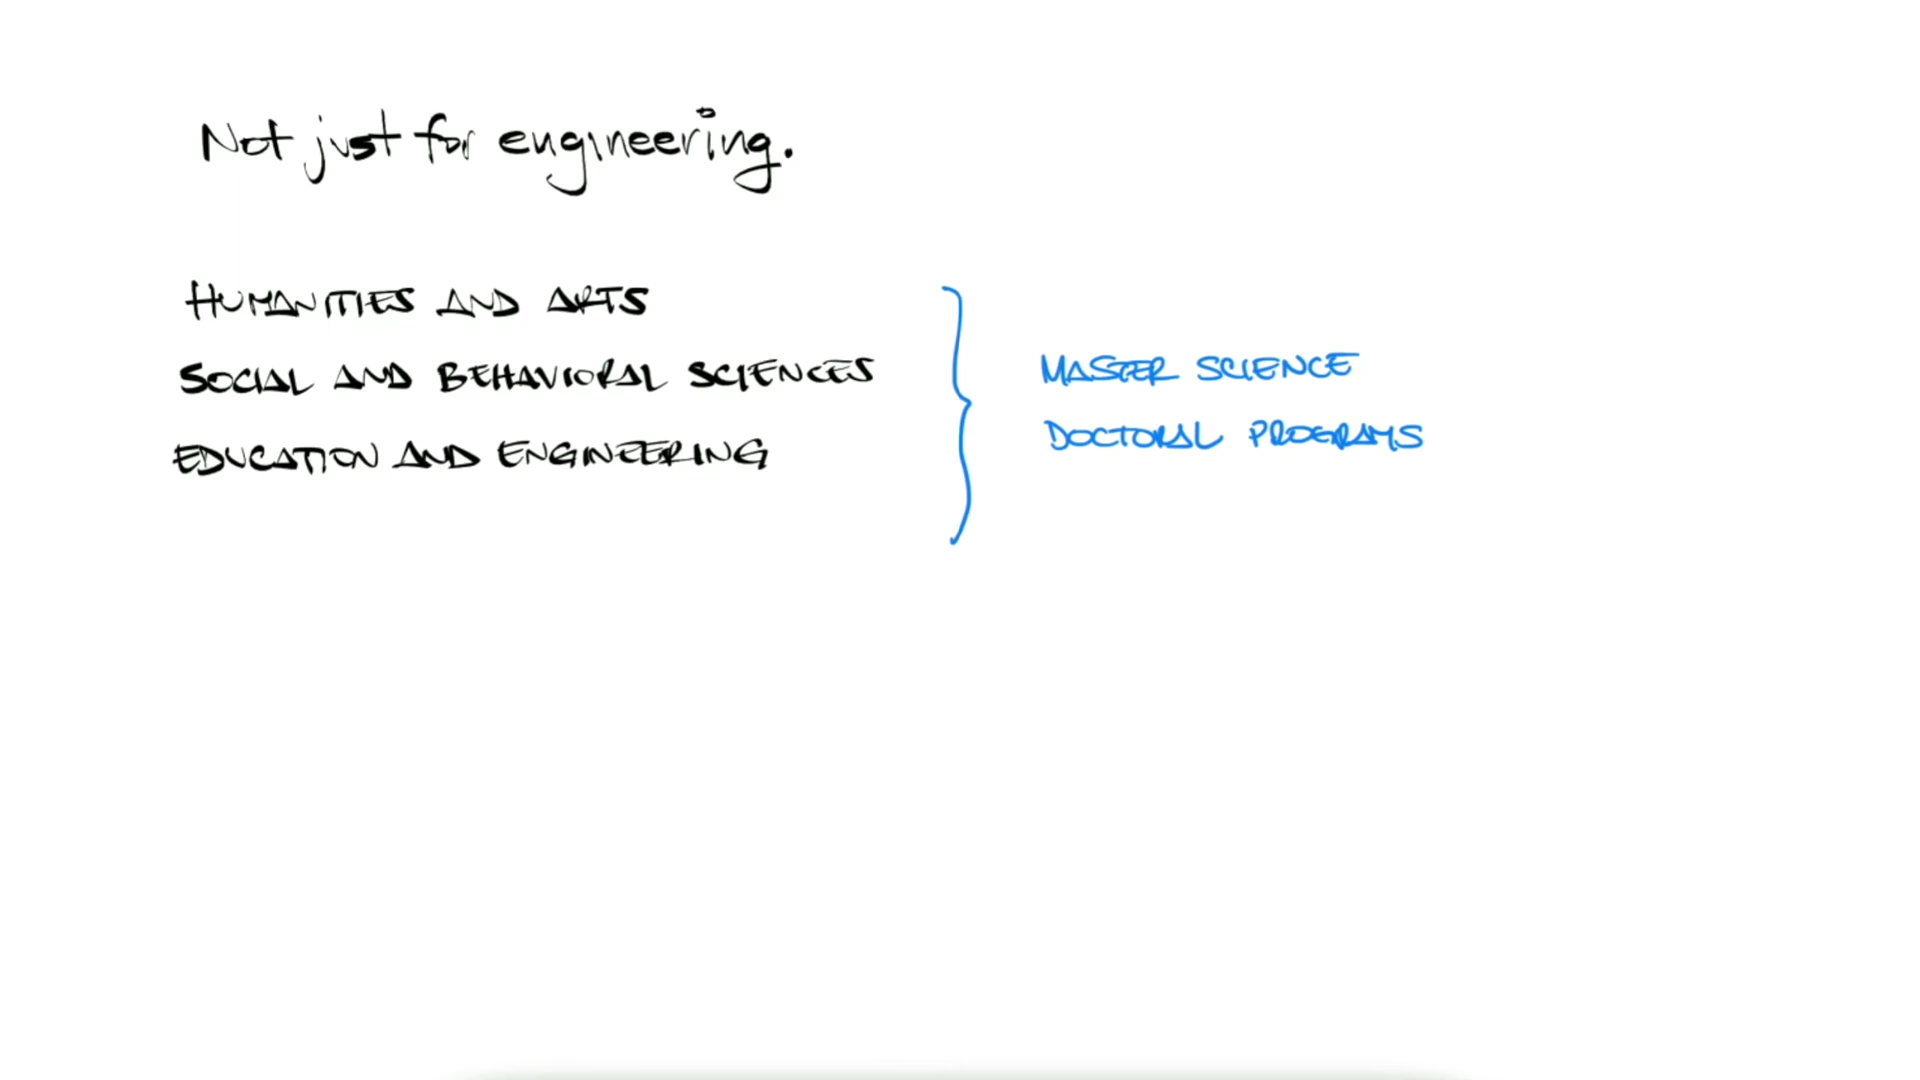 Not just for engineering.
HUMANITIES AND ARTS
SOCIAL AND BEHAVIORAL SCIENCES
EDUCATION AND ENGINEERING
MASTER SCIENCE
DOCTORAL PROGRAMS